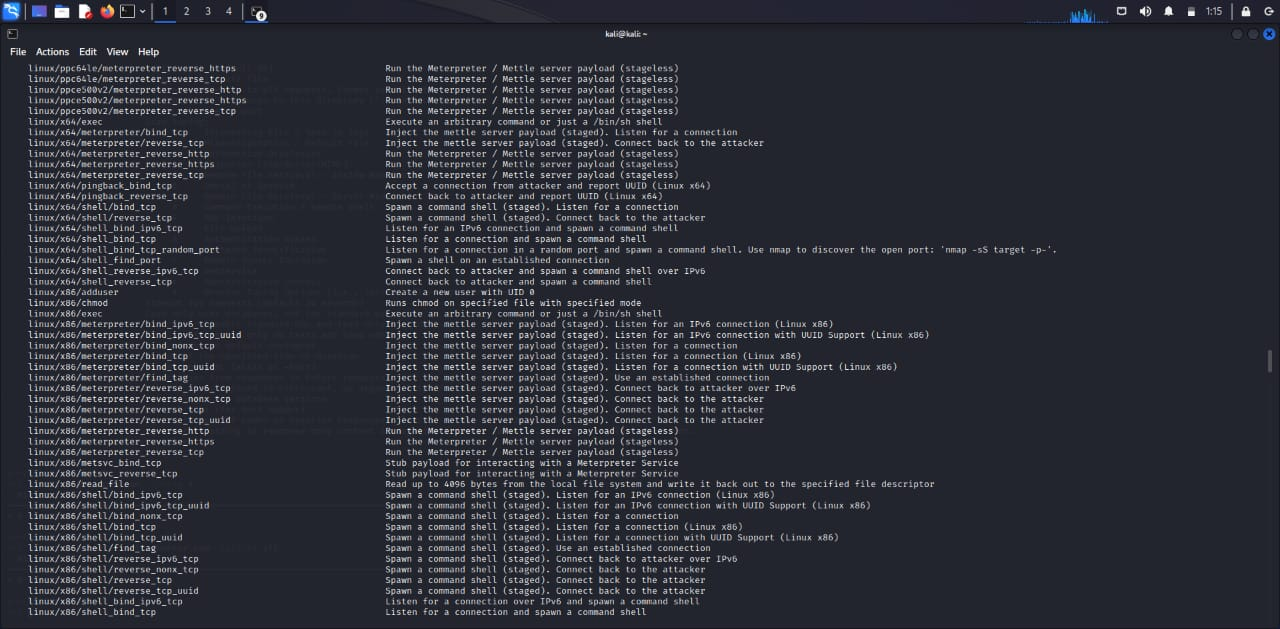 1 2 3 4 9 1:15
kali@kali: ~
File Actions Edit View Help
linux/ppc64le/meterpreter_reverse_https Run the Meterpreter / Mettle server payload (stageless)
linux/ppc64le/meterpreter_reverse_tcp Run the Meterpreter / Mettle server payload (stageless)
linux/ppce500v2/meterpreter_reverse_http Run the Meterpreter / Mettle server payload (stageless)
linux/ppce500v2/meterpreter_reverse_https Run the Meterpreter / Mettle server payload (stageless)
linux/ppce500v2/meterpreter_reverse_tcp Run the Meterpreter / Mettle server payload (stageless)
linux/x64/exec Execute an arbitrary command or just a /bin/sh shell
linux/x64/meterpreter/bind_tcp Inject the mettle server payload (staged). Listen for a connection
linux/x64/meterpreter/reverse_tcp Inject the mettle server payload (staged). Connect back to the attacker
linux/x64/meterpreter_reverse_http Run the Meterpreter / Mettle server payload (stageless)
linux/x64/meterpreter_reverse_https Run the Meterpreter / Mettle server payload (stageless)
linux/x64/meterpreter_reverse_tcp Run the Meterpreter / Mettle server payload (stageless)
linux/x64/pingback_bind_tcp Accept a connection from attacker and report UUID (Linux x64)
linux/x64/pingback_reverse_tcp Connect back to attacker and report UUID (Linux x64)
linux/x64/shell/bind_tcp Spawn a command shell (staged). Listen for a connection
linux/x64/shell/reverse_tcp Spawn a command shell (staged). Connect back to the attacker
linux/x64/shell_bind_ipv6_tcp Listen for an IPv6 connection and spawn a command shell
linux/x64/shell_bind_tcp Listen for a connection and spawn a command shell
linux/x64/shell_bind_tcp_random_port Listen for a connection in a random port and spawn a command shell. Use nmap to discover the open port: 'nmap -sS target -p-'.
linux/x64/shell_find_port Spawn a shell on an established connection
linux/x64/shell_reverse_ipv6_tcp Connect back to attacker and spawn a command shell over IPv6
linux/x64/shell_reverse_tcp Connect back to attacker and spawn a command shell
linux/x86/adduser Create a new user with UID 0
linux/x86/chmod Runs chmod on specified file with specified mode
linux/x86/exec Execute an arbitrary command or just a /bin/sh shell
linux/x86/meterpreter/bind_ipv6_tcp Inject the mettle server payload (staged). Listen for an IPv6 connection (Linux x86)
linux/x86/meterpreter/bind_ipv6_tcp_uuid Inject the mettle server payload (staged). Listen for an IPv6 connection with UUID Support (Linux x86)
linux/x86/meterpreter/bind_nonx_tcp Inject the mettle server payload (staged). Listen for a connection
linux/x86/meterpreter/bind_tcp Inject the mettle server payload (staged). Listen for a connection (Linux x86)
linux/x86/meterpreter/bind_tcp_uuid Inject the mettle server payload (staged). Listen for a connection with UUID Support (Linux x86)
linux/x86/meterpreter/find_tag Inject the mettle server payload (staged). Use an established connection
linux/x86/meterpreter/reverse_ipv6_tcp Inject the mettle server payload (staged). Connect back to attacker over IPv6
linux/x86/meterpreter/reverse_nonx_tcp Inject the mettle server payload (staged). Connect back to the attacker
linux/x86/meterpreter/reverse_tcp Inject the mettle server payload (staged). Connect back to the attacker
linux/x86/meterpreter/reverse_tcp_uuid Inject the mettle server payload (staged). Connect back to the attacker
linux/x86/meterpreter_reverse_http Run the Meterpreter / Mettle server payload (stageless)
linux/x86/meterpreter_reverse_https Run the Meterpreter / Mettle server payload (stageless)
linux/x86/meterpreter_reverse_tcp Run the Meterpreter / Mettle server payload (stageless)
linux/x86/metsvc_bind_tcp Stub payload for interacting with a Meterpreter Service
linux/x86/metsvc_reverse_tcp Stub payload for interacting with a Meterpreter Service
linux/x86/read_file Read up to 4096 bytes from the local file system and write it back out to the specified file descriptor
linux/x86/shell/bind_ipv6_tcp Spawn a command shell (staged). Listen for an IPv6 connection (Linux x86)
linux/x86/shell/bind_ipv6_tcp_uuid Spawn a command shell (staged). Listen for an IPv6 connection with UUID Support (Linux x86)
linux/x86/shell/bind_nonx_tcp Spawn a command shell (staged). Listen for a connection
linux/x86/shell/bind_tcp Spawn a command shell (staged). Listen for a connection (Linux x86)
linux/x86/shell/bind_tcp_uuid Spawn a command shell (staged). Listen for a connection with UUID Support (Linux x86)
linux/x86/shell/find_tag Spawn a command shell (staged). Use an established connection
linux/x86/shell/reverse_ipv6_tcp Spawn a command shell (staged). Connect back to attacker over IPv6
linux/x86/shell/reverse_nonx_tcp Spawn a command shell (staged). Connect back to the attacker
linux/x86/shell/reverse_tcp Spawn a command shell (staged). Connect back to the attacker
linux/x86/shell/reverse_tcp_uuid Spawn a command shell (staged). Connect back to the attacker
linux/x86/shell_bind_ipv6_tcp Listen for a connection over IPv6 and spawn a command shell
linux/x86/shell_bind_tcp Listen for a connection and spawn a command shell